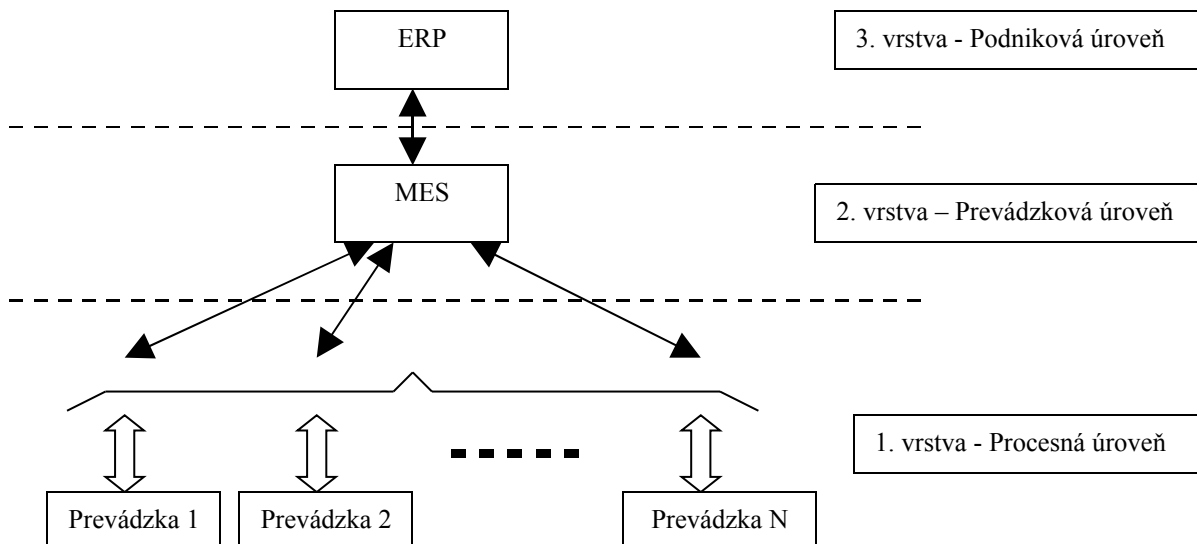 ERP
3. vrstva - Podniková úroveň
MES
2. vrstva – Prevádzková úroveň
1. vrstva - Procesná úroveň
Prevádzka 1
Prevádzka 2
Prevádzka N